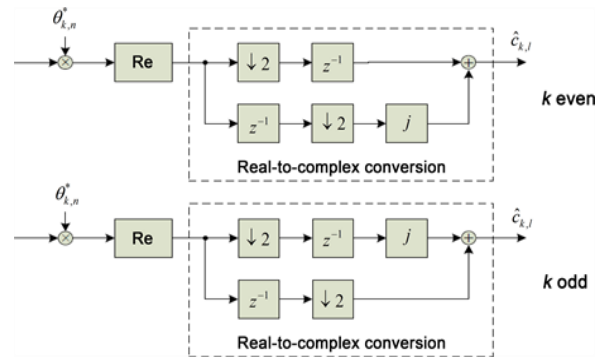 θ*k,n
Re
↓ 2
z⁻¹
ĉk,l
k even
z⁻¹
↓ 2
j
Real-to-complex conversion
θ*k,n
Re
↓ 2
z⁻¹
j
ĉk,l
k odd
z⁻¹
↓ 2
Real-to-complex conversion